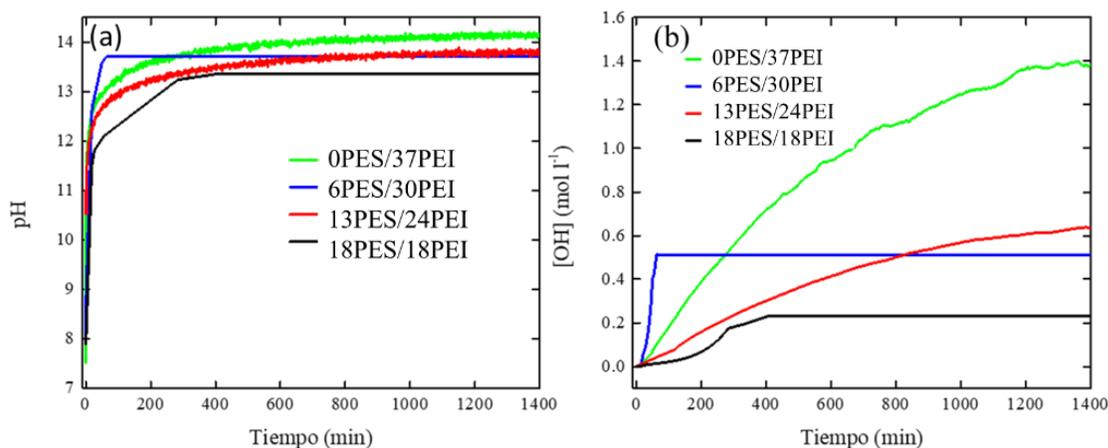 (a)
14
13
12
11
10
9
8
7
pH
0PES/37PEI
6PES/30PEI
13PES/24PEI
18PES/18PEI
0 200 400 600 800 1000 1200 1400
Tiempo (min)
(b)
1.6
1.4
1.2
1.0
0.8
0.6
0.4
0.2
0.0
[OH] (mol l⁻¹)
0PES/37PEI
6PES/30PEI
13PES/24PEI
18PES/18PEI
0 200 400 600 800 1000 1200 1400
Tiempo (min)